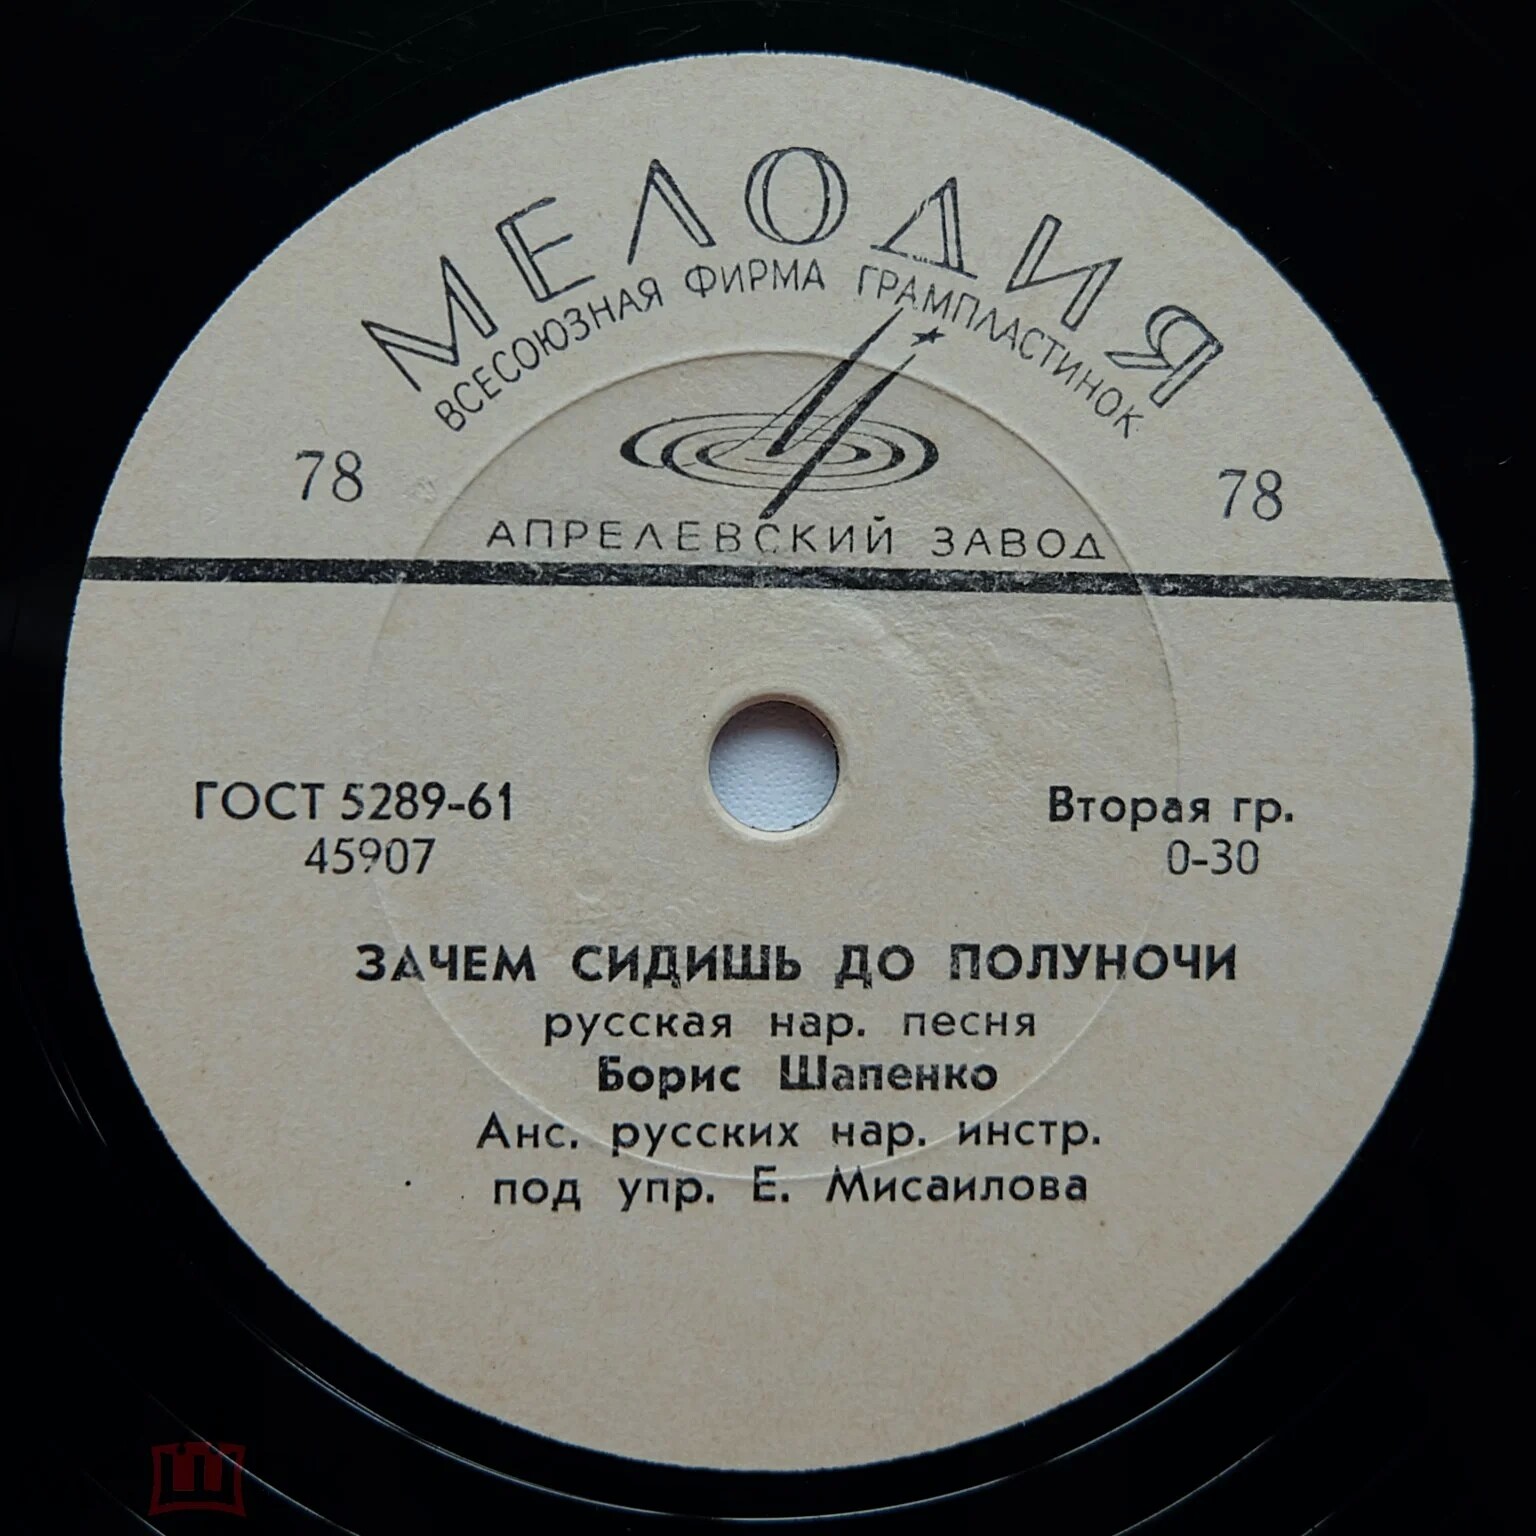 МЕЛОДИЯ
ВСЕСОЮЗНАЯ ФИРМА ГРАМПЛАСТИНОК
78 78
АПРЕЛЕВСКИЙ ЗАВОД
ГОСТ 5289-61 Вторая гр.
45907 0-30
ЗАЧЕМ СИДИШЬ ДО ПОЛУНОЧИ
русская нар. песня
Борис Шапенко
Анс. русских нар. инстр.
под упр. Е. Мисаилова